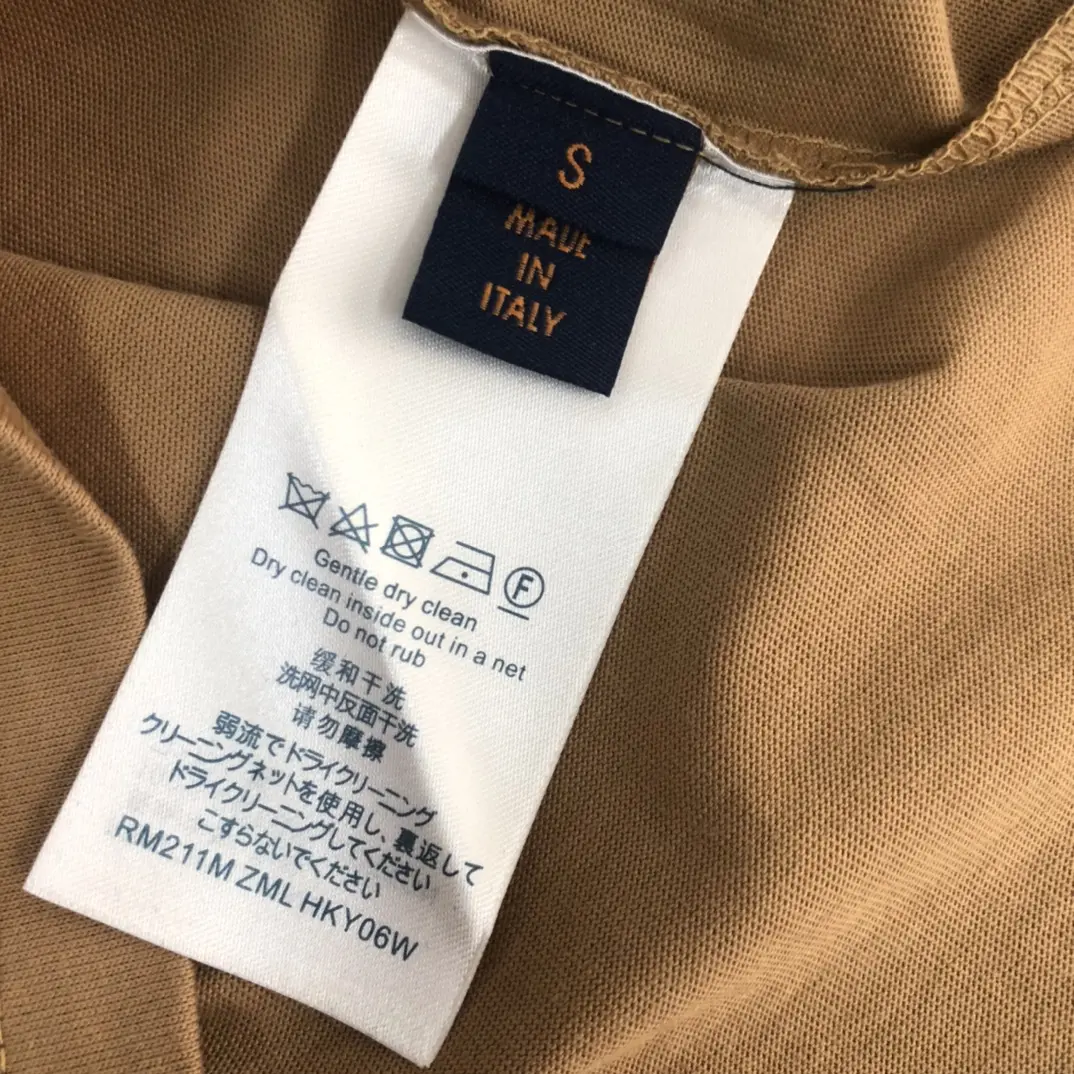 S
MADE
IN
ITALY
F
Gentle dry clean
Dry clean inside out in a net
Do not rub
缓和干洗
洗网中反面干洗
请勿摩擦
弱流でドライクリーニング
クリーニングネットを使用し、裏返して
ドライクリーニングしてください
こすらないでください
RM211M ZML HKY06W